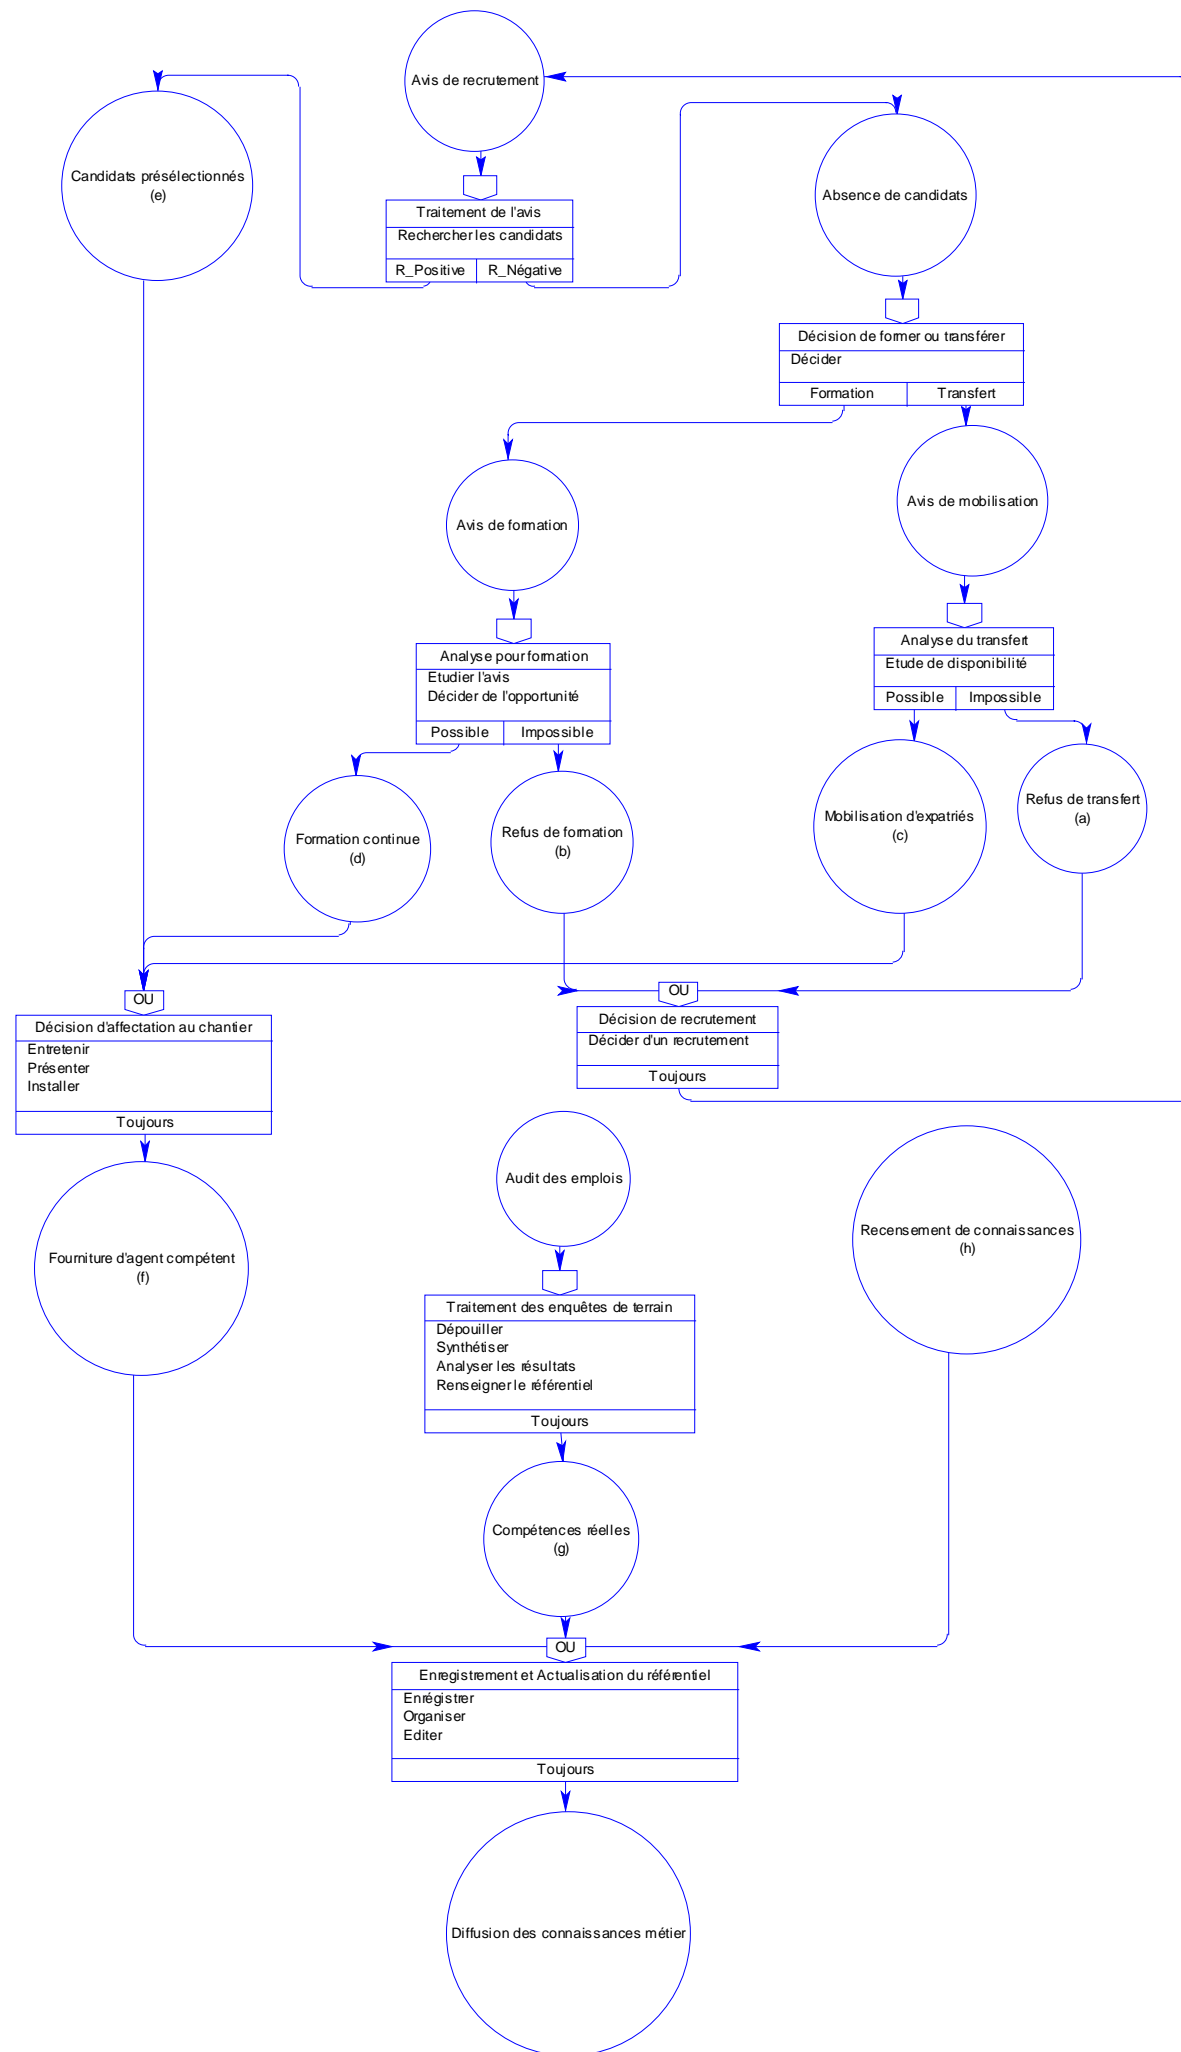 Avis de recrutement
Candidats présélectionnés
(e)
Absence de candidats
Traitement de l'avis
Rechercher les candidats
R_Positive
R_Négative
Décision de former ou transférer
Décider
Formation
Transfert
Avis de formation
Avis de mobilisation
Analyse pour formation
Etudier l'avis
Décider de l'opportunité
Possible
Impossible
Analyse du transfert
Etude de disponibilité
Possible
Impossible
Formation continue
(d)
Refus de formation
(b)
Mobilisation d'expatriés
(c)
Refus de transfert
(a)
OU
Décision d'affectation au chantier
Entretenir
Présenter
Installer
Toujours
OU
Décision de recrutement
Décider d'un recrutement
Toujours
Fourniture d'agent compétent
(f)
Audit des emplois
Recensement de connaissances
(h)
Traitement des enquêtes de terrain
Dépouiller
Synthétiser
Analyser les résultats
Renseigner le référentiel
Toujours
Compétences réelles
(g)
OU
Enregistrement et Actualisation du référentiel
Enrégistrer
Organiser
Editer
Toujours
Diffusion des connaissances métier